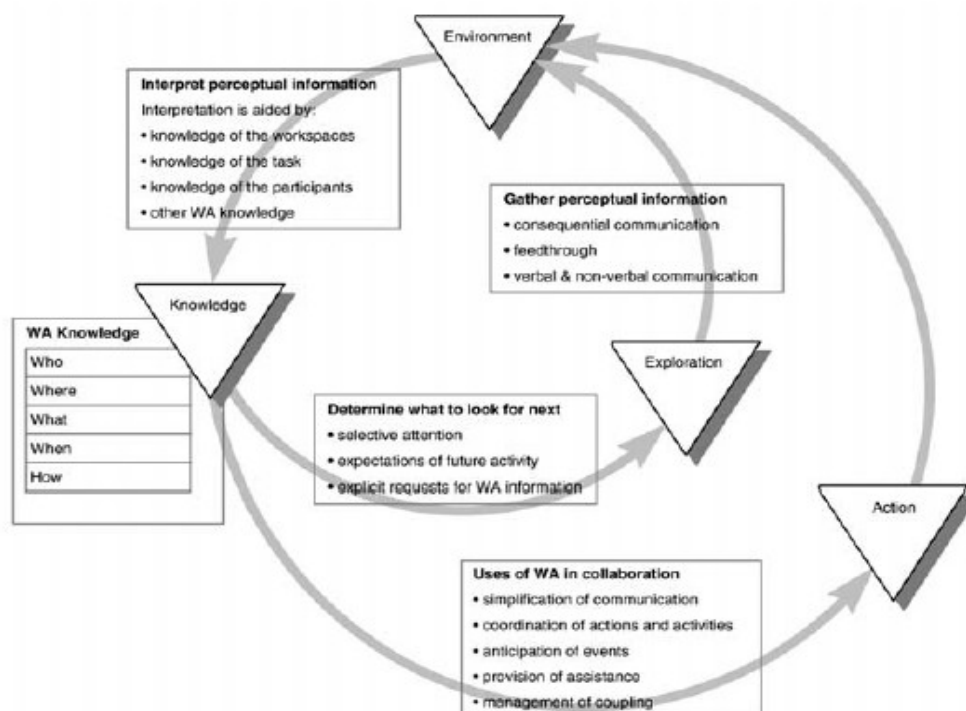 Environment
Interpret perceptual information
Interpretation is aided by:
• knowledge of the workspaces
• knowledge of the task
• knowledge of the participants
• other WA knowledge
Gather perceptual information
• consequential communication
• feedthrough
• verbal & non-verbal communication
Knowledge
WA Knowledge
Who
Where
What
When
How
Exploration
Determine what to look for next
• selective attention
• expectations of future activity
• explicit requests for WA information
Action
Uses of WA in collaboration
• simplification of communication
• coordination of actions and activities
• anticipation of events
• provision of assistance
• management of coupling